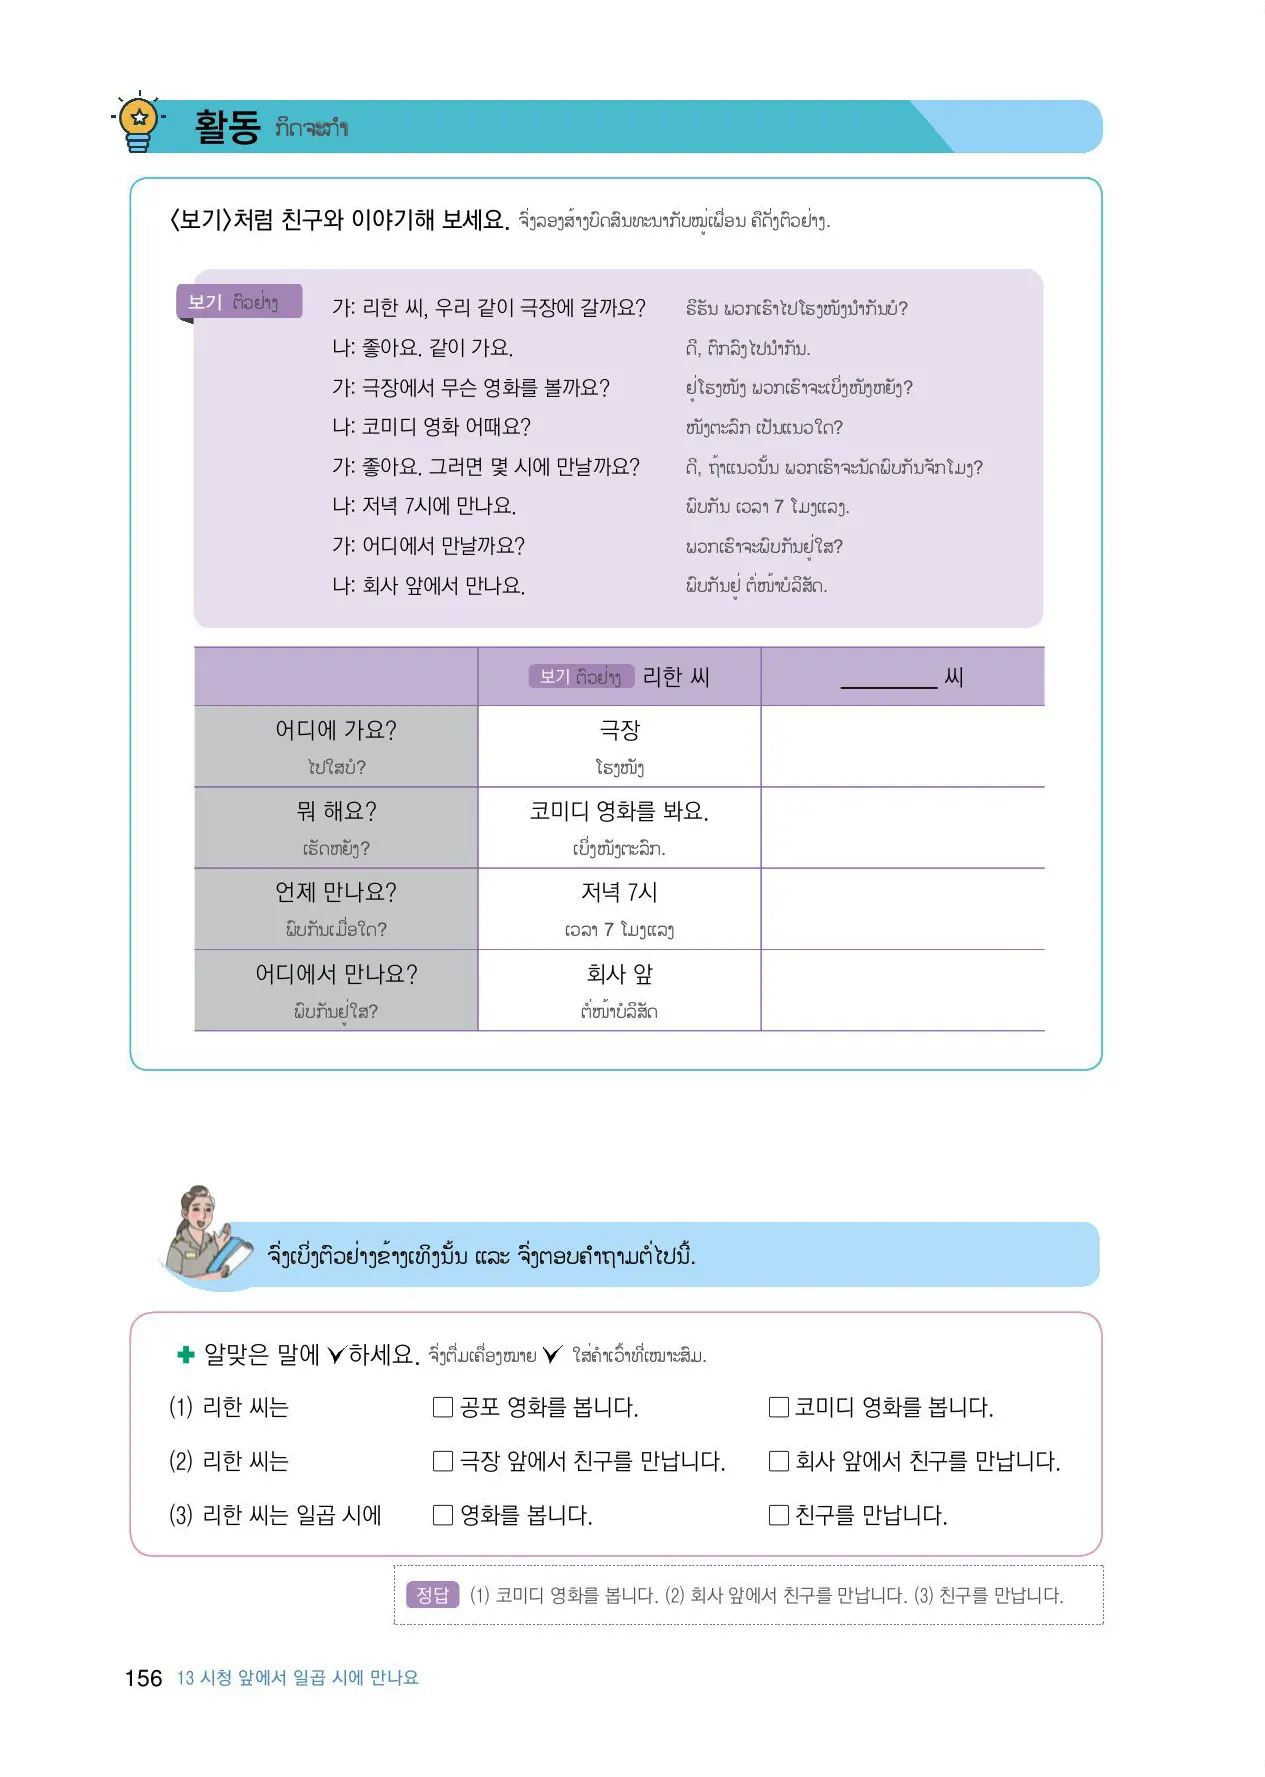 활동 ກິດຈະກຳ
〈보기〉처럼 친구와 이야기해 보세요. ຈົ່ງລອງສ້າງບົດສົນທະນາກັບໝູ່ເພື່ອນ ຄືດັ່ງຕົວຢ່າງ.
보기 ຕົວຢ່າງ
가: 리한 씨, 우리 같이 극장에 갈까요? ຣິຮັນ ພວກເຮົາໄປໂຮງໜັງນຳກັນບໍ?
나: 좋아요. 같이 가요. ດີ, ຕົກລົງໄປນຳກັນ.
가: 극장에서 무슨 영화를 볼까요? ຢູ່ໂຮງໜັງ ພວກເຮົາຈະເບິ່ງໜັງຫຍັງ?
나: 코미디 영화 어때요? ໜັງຕະລົກ ເປັນແນວໃດ?
가: 좋아요. 그러면 몇 시에 만날까요? ດີ, ຖ້າແນວນັ້ນ ພວກເຮົາຈະນັດພົບກັນຈັກໂມງ?
나: 저녁 7시에 만나요. ພົບກັນ ເວລາ 7 ໂມງແລງ.
가: 어디에서 만날까요? ພວກເຮົາຈະພົບກັນຢູ່ໃສ?
나: 회사 앞에서 만나요. ພົບກັນຢູ່ ຕໍ່ໜ້າບໍລິສັດ.
보기 ຕົວຢ່າງ 리한 씨 ________ 씨
어디에 가요? 극장
ໄປໃສບໍ? ໂຮງໜັງ
뭐 해요? 코미디 영화를 봐요.
ເຮັດຫຍັງ? ເບິ່ງໜັງຕະລົກ.
언제 만나요? 저녁 7시
ພົບກັນເມື່ອໃດ? ເວລາ 7 ໂມງແລງ
어디에서 만나요? 회사 앞
ພົບກັນຢູ່ໃສ? ຕໍ່ໜ້າບໍລິສັດ
ຈົ່ງເບິ່ງຕົວຢ່າງຂ້າງເທິງນັ້ນ ແລະ ຈົ່ງຕອບຄຳຖາມຕໍ່ໄປນີ້.
알맞은 말에 ✓하세요. ຈົ່ງຕື່ມເຄື່ອງໝາຍ ✓ ໃສ່ຄຳເວົ້າທີ່ເໝາະສົມ.
(1) 리한 씨는 □ 공포 영화를 봅니다. □ 코미디 영화를 봅니다.
(2) 리한 씨는 □ 극장 앞에서 친구를 만납니다. □ 회사 앞에서 친구를 만납니다.
(3) 리한 씨는 일곱 시에 □ 영화를 봅니다. □ 친구를 만납니다.
정답 (1) 코미디 영화를 봅니다. (2) 회사 앞에서 친구를 만납니다. (3) 친구를 만납니다.
156 13 시청 앞에서 일곱 시에 만나요